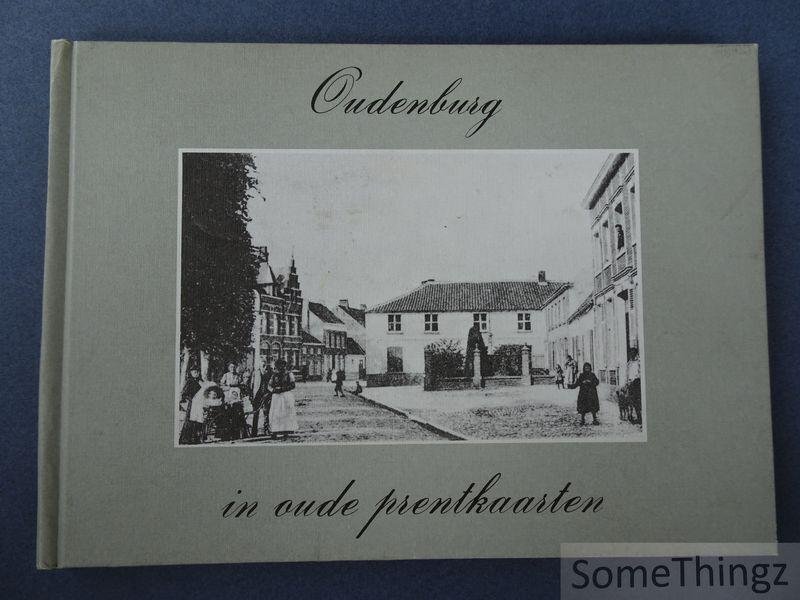 Oudenburg
in oude prentkaarten
SomeThingz